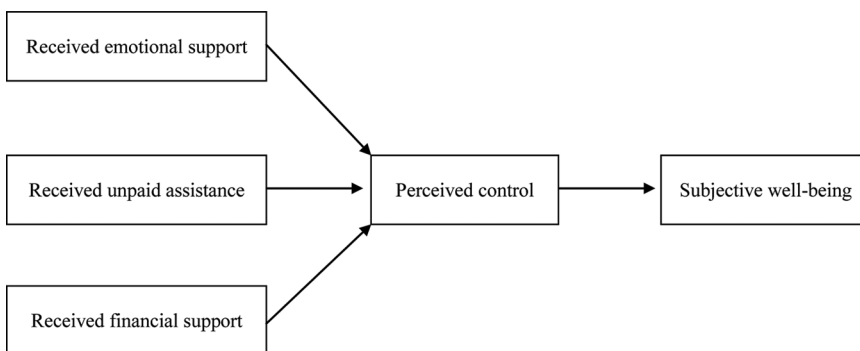 Received emotional support
Received unpaid assistance
Perceived control
Subjective well-being
Received financial support